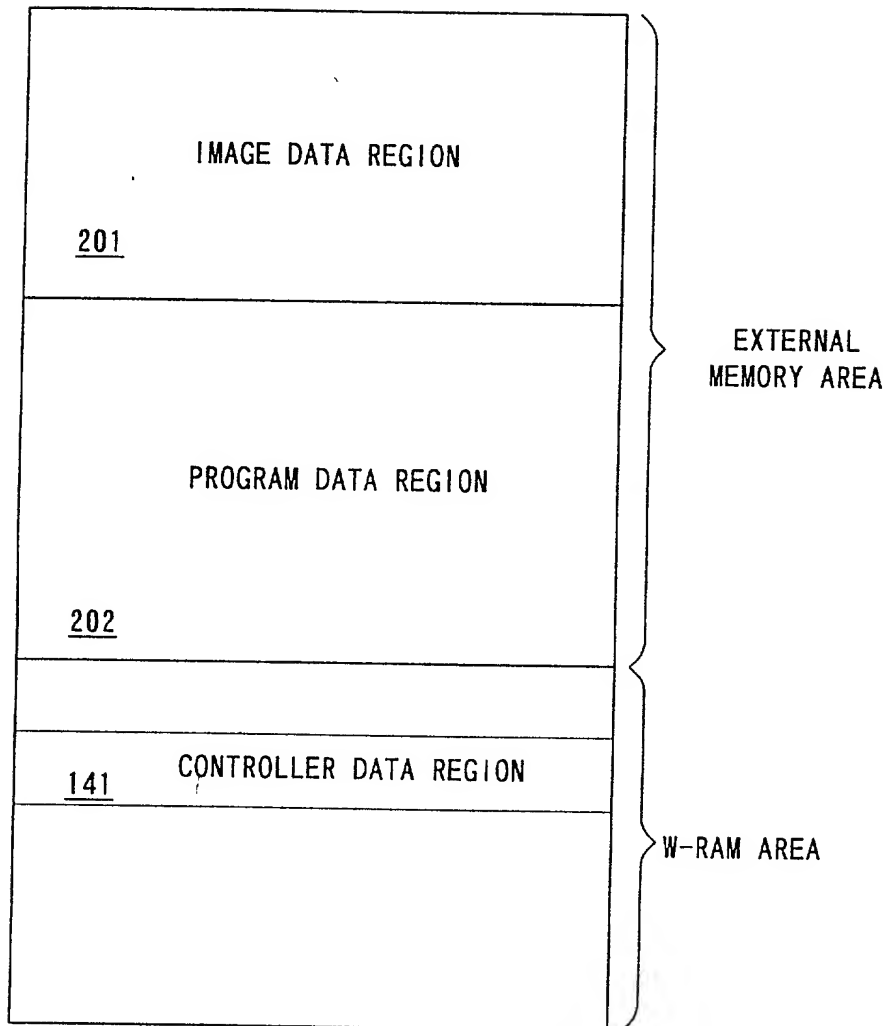 IMAGE DATA REGION
201
EXTERNAL
MEMORY AREA
PROGRAM DATA REGION
202
CONTROLLER DATA REGION
141
W-RAM AREA